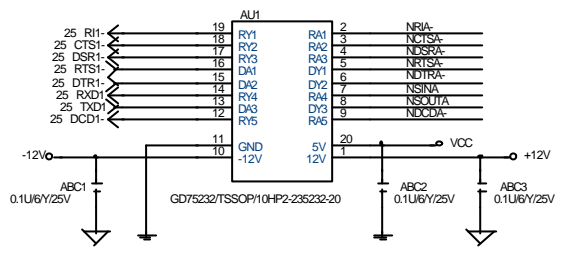 AU1
25 RI1- 19 RY1 RA1 2 NRIA-
25 CTS1- 18 RY2 RA2 3 NCTSA-
25 DSR1- 17 RY3 RA3 4 NDSRA-
25 RTS1- 16 DA1 DY1 5 NRTSA-
25 DTR1- 15 DA2 DY2 6 NDTRA-
25 RXD1 14 RY4 RA4 7 NSINA
25 TXD1 13 DA3 DY3 8 NSOUTA
25 DCD1- 12 RY5 RA5 9 NDCDA-
11 GND 5V 20 VCC
-12V 10 -12V 12V 1 +12V
ABC1
0.1U/6/Y/25V
ABC2
0.1U/6/Y/25V
ABC3
0.1U/6/Y/25V
GD75232/TSSOP/10HP2-235232-20